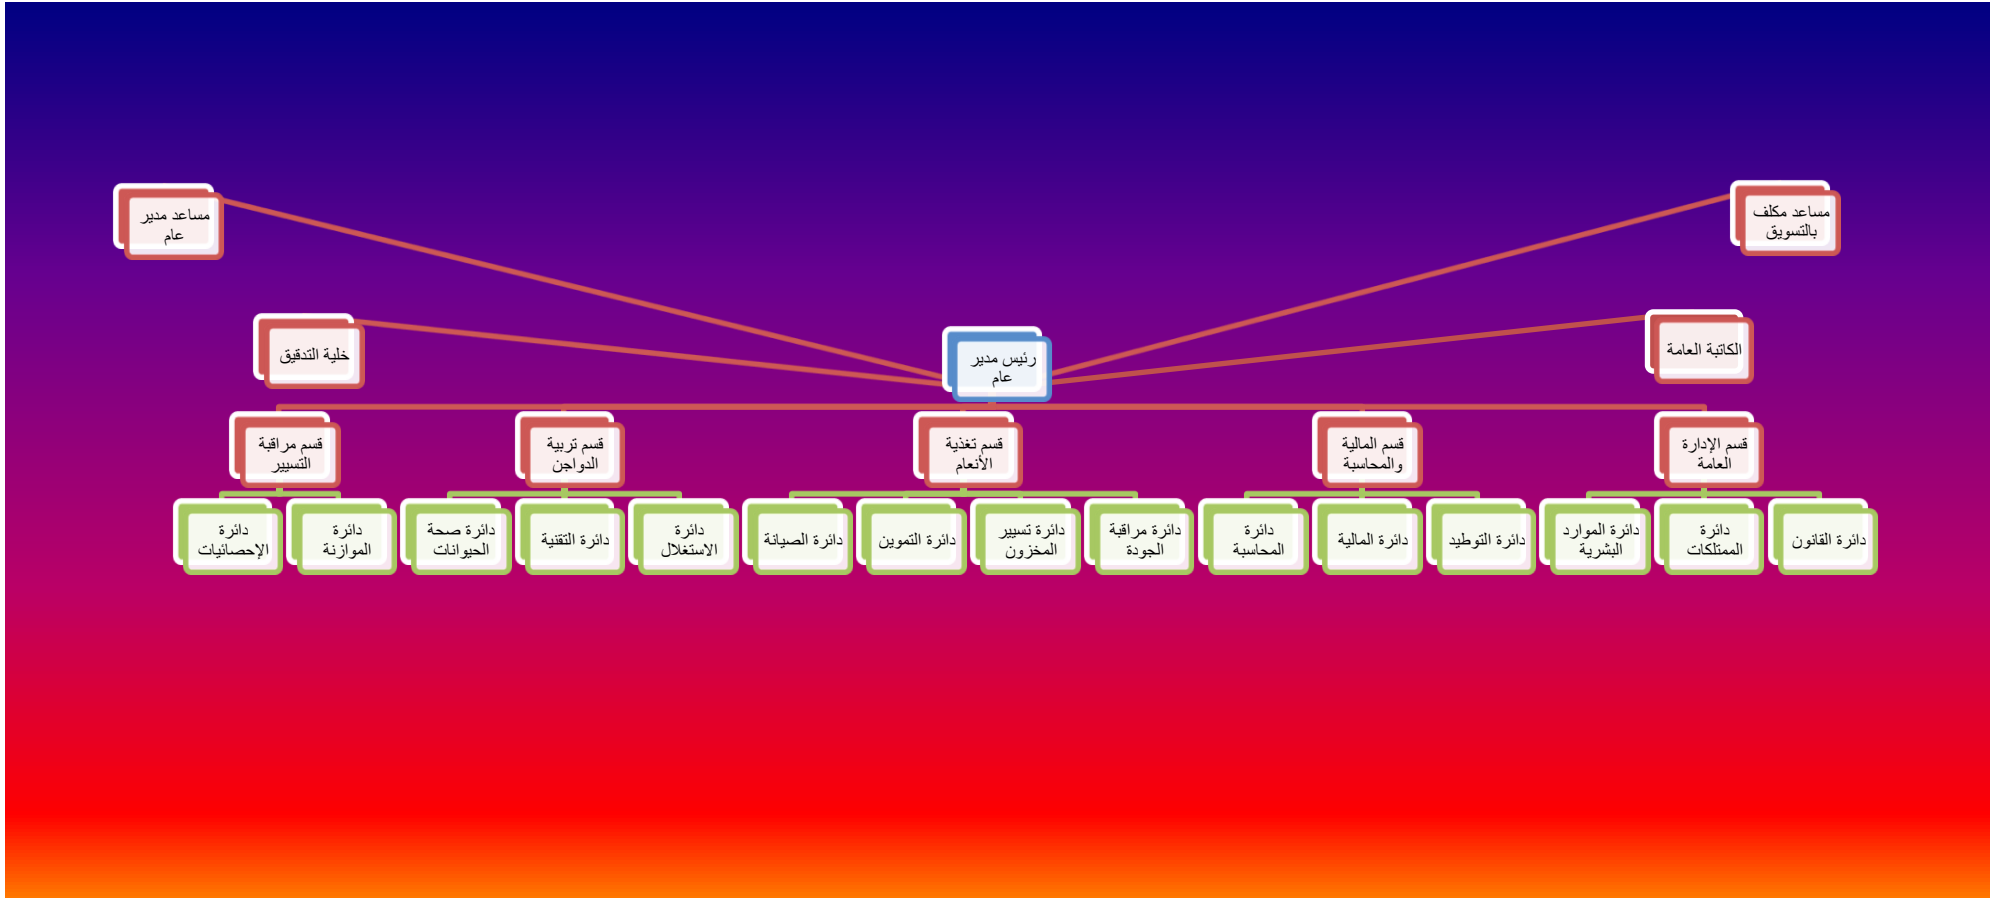 مساعد مكلف
بالتسويق
مساعد مدير
عام
الكاتبة العامة
خلية التدقيق
رئيس مدير
عام
قسم الإدارة
العامة
قسم المالية
والمحاسبة
قسم تغذية
الأنعام
قسم تربية
الدواجن
قسم مراقبة
التسيير
دائرة القانون
دائرة
الممتلكات
دائرة الموارد
البشرية
دائرة التوطيد
دائرة المالية
دائرة
المحاسبة
دائرة مراقبة
الجودة
دائرة تسيير
المخزون
دائرة التموين
دائرة الصيانة
دائرة
الاستغلال
دائرة التقنية
دائرة صحة
الحيوانات
دائرة
الموازنة
دائرة
الإحصائيات